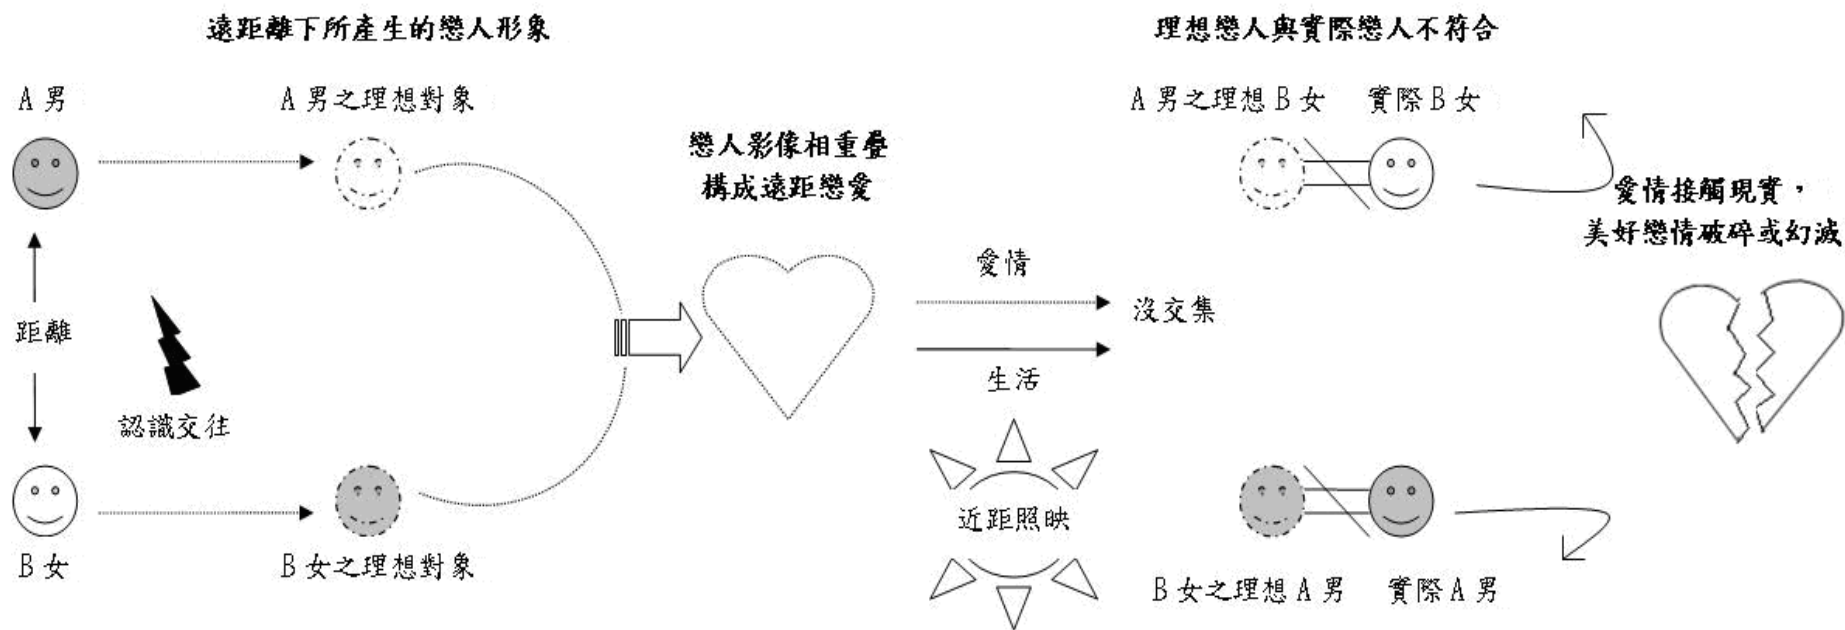 遠距離下所產生的戀人形象
理想戀人與實際戀人不符合
A男
A男之理想對象
戀人影像相重疊
構成遠距戀愛
A男之理想B女
實際B女
愛情接觸現實，
美好戀情破碎或幻滅
距離
認識交往
愛情
生活
沒交集
近距照映
B女
B女之理想對象
B女之理想A男
實際A男